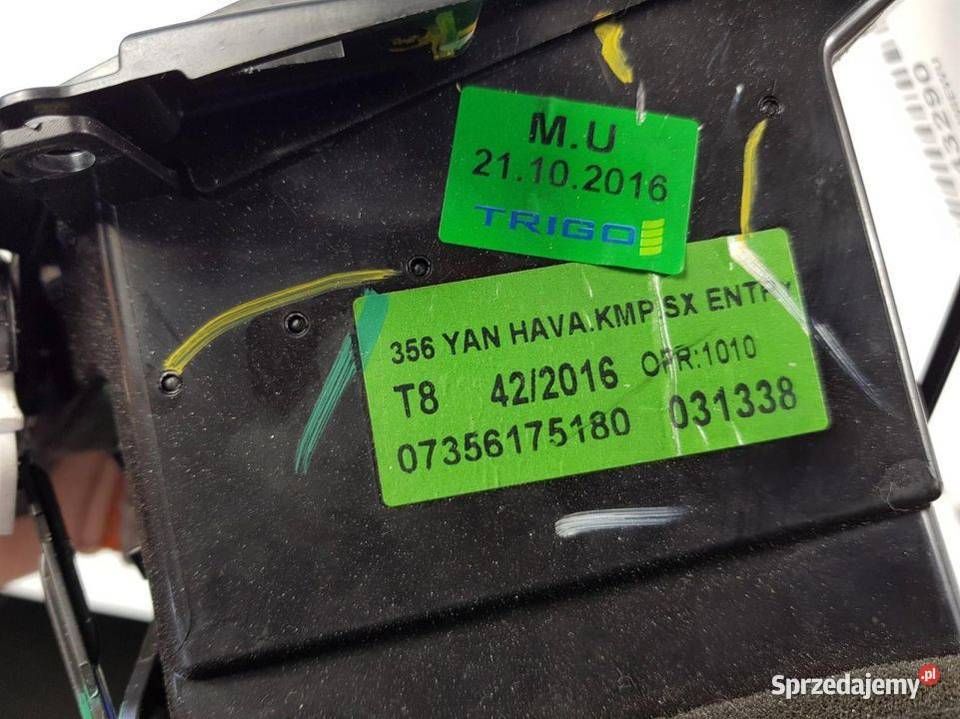 M.U
21.10.2016
TRIGO
356 YAN HAVA.KMP.SX ENTRY
T8 42/2016 OPR:1010
07356175180 031338
Sprzedajemy.pl